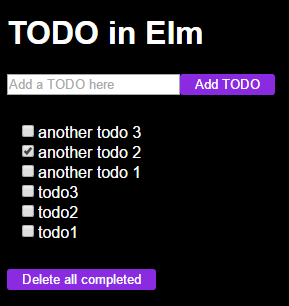 TODO in Elm
Add a TODO here Add TODO
another todo 3
another todo 2
another todo 1
todo3
todo2
todo1
Delete all completed